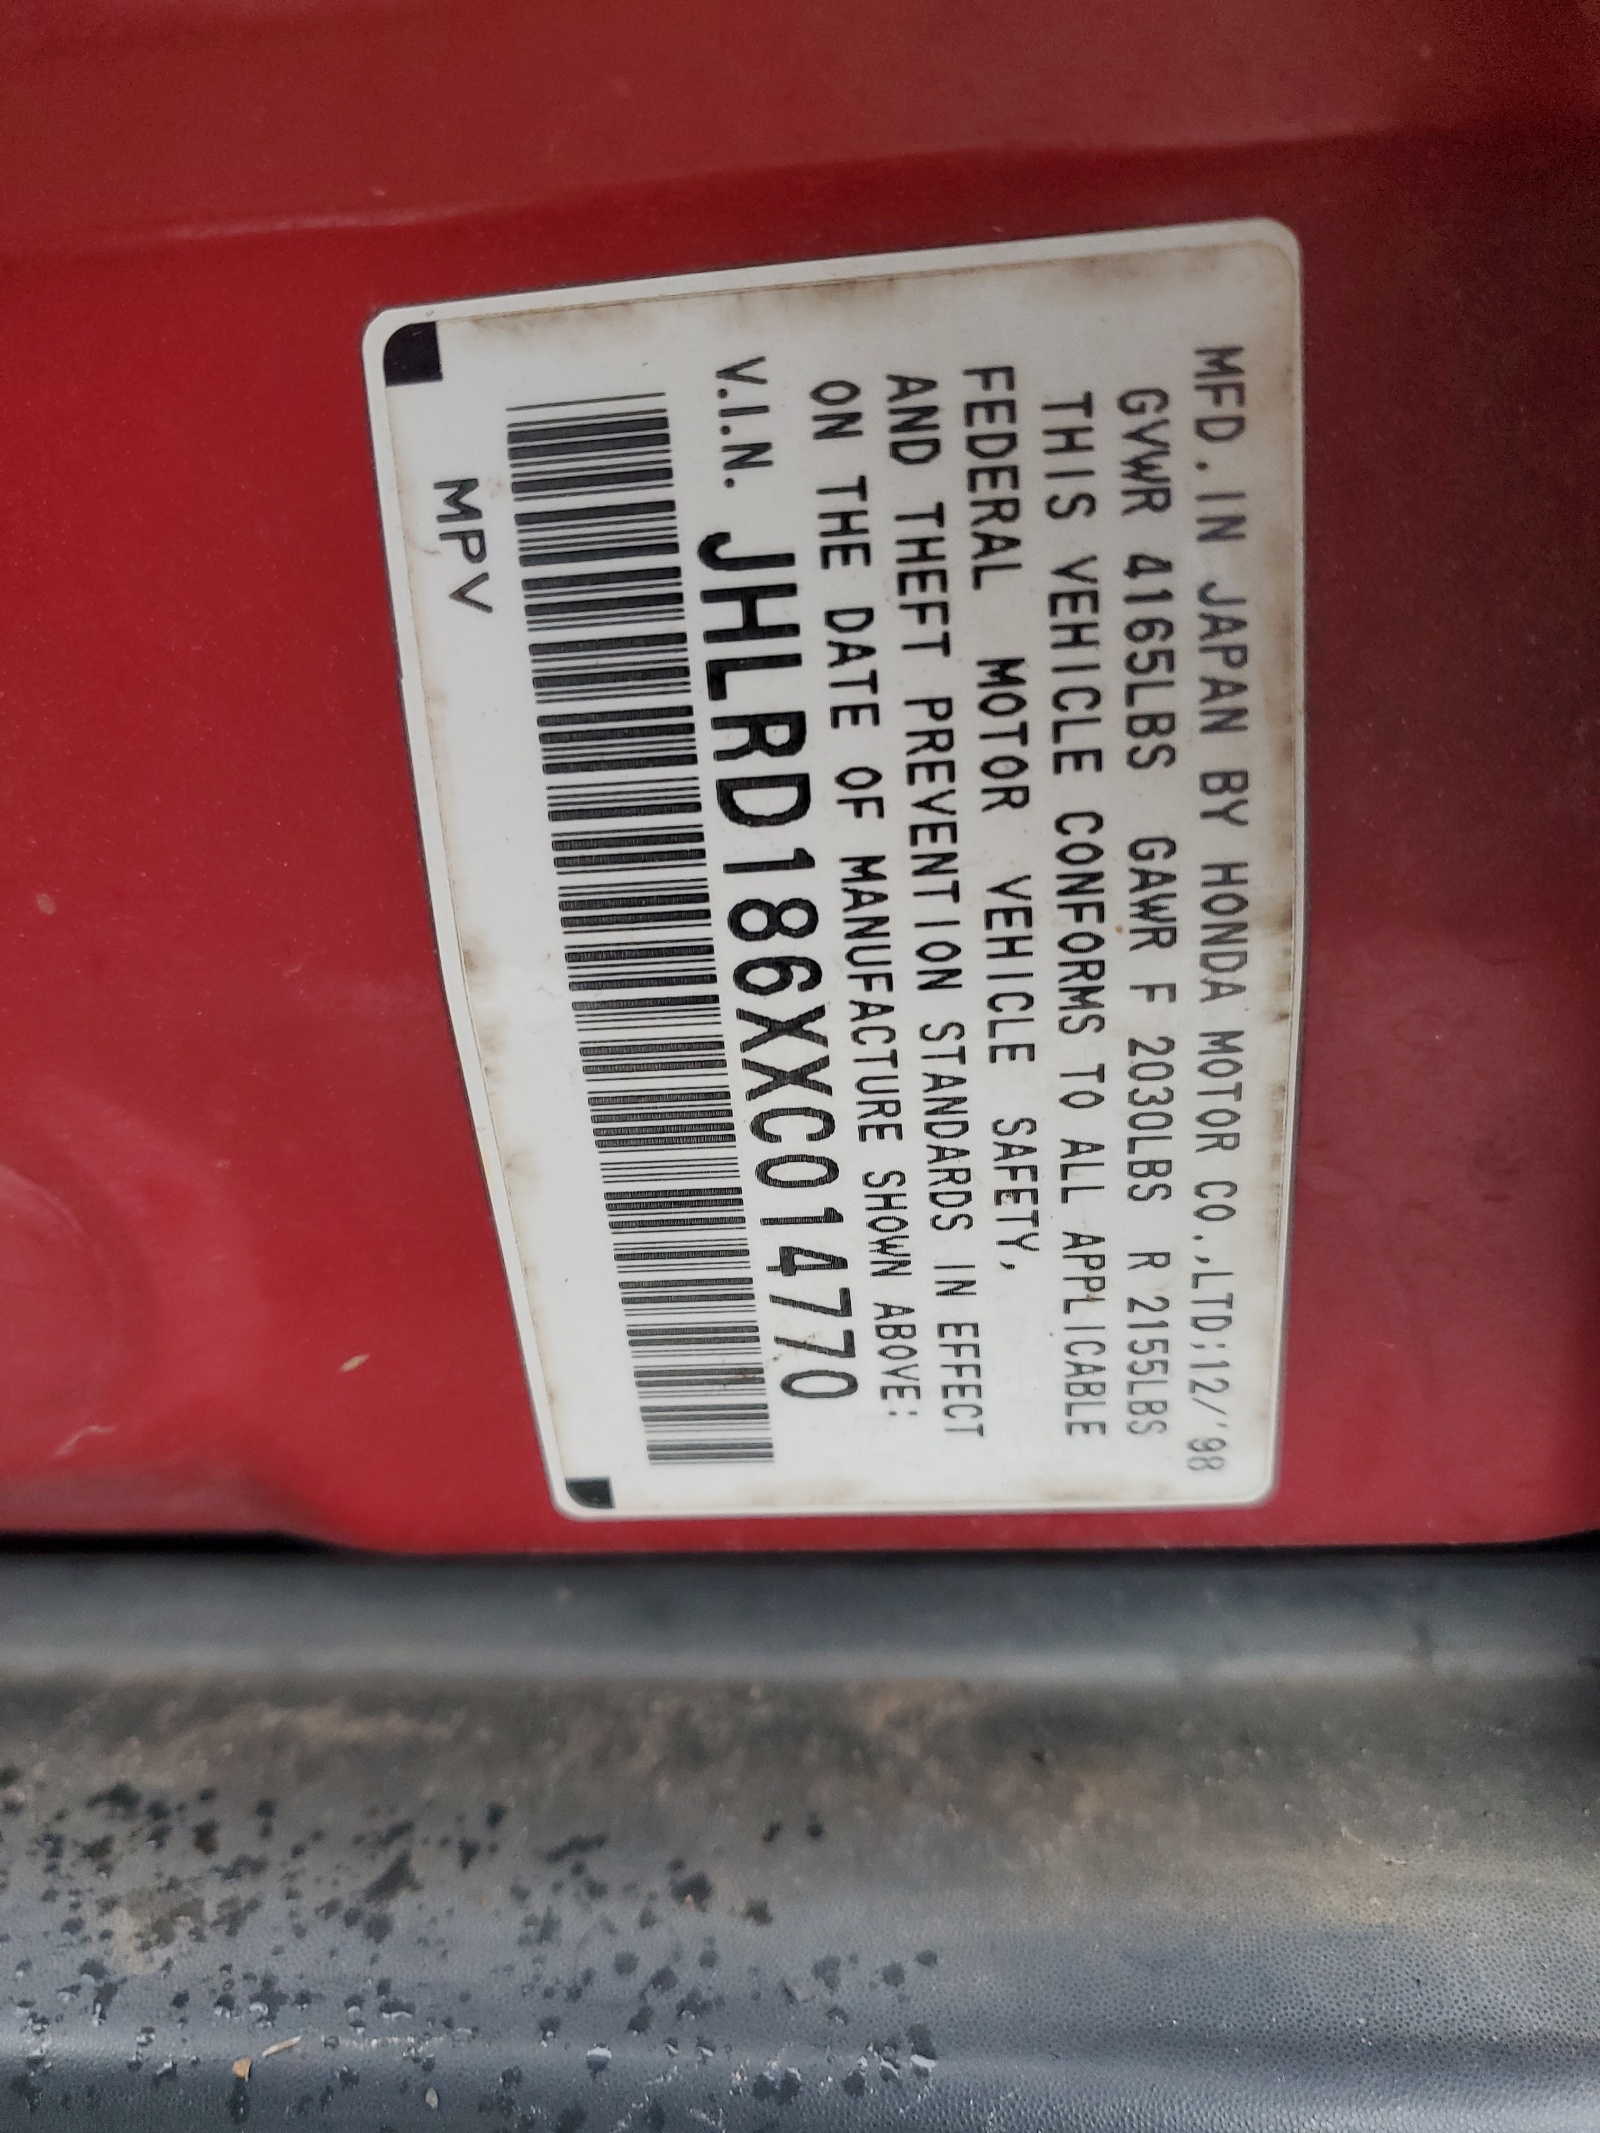 MFD. IN JAPAN BY HONDA MOTOR CO.,LTD;12/'98
GVWR 4165LBS GAWR F 2030LBS R 2155LBS
THIS VEHICLE CONFORMS TO ALL APPLICABLE
FEDERAL MOTOR VEHICLE SAFETY,
AND THEFT PREVENTION STANDARDS IN EFFECT
ON THE DATE OF MANUFACTURE SHOWN ABOVE:
V.I.N. JHLRD186XXC014770
MPV